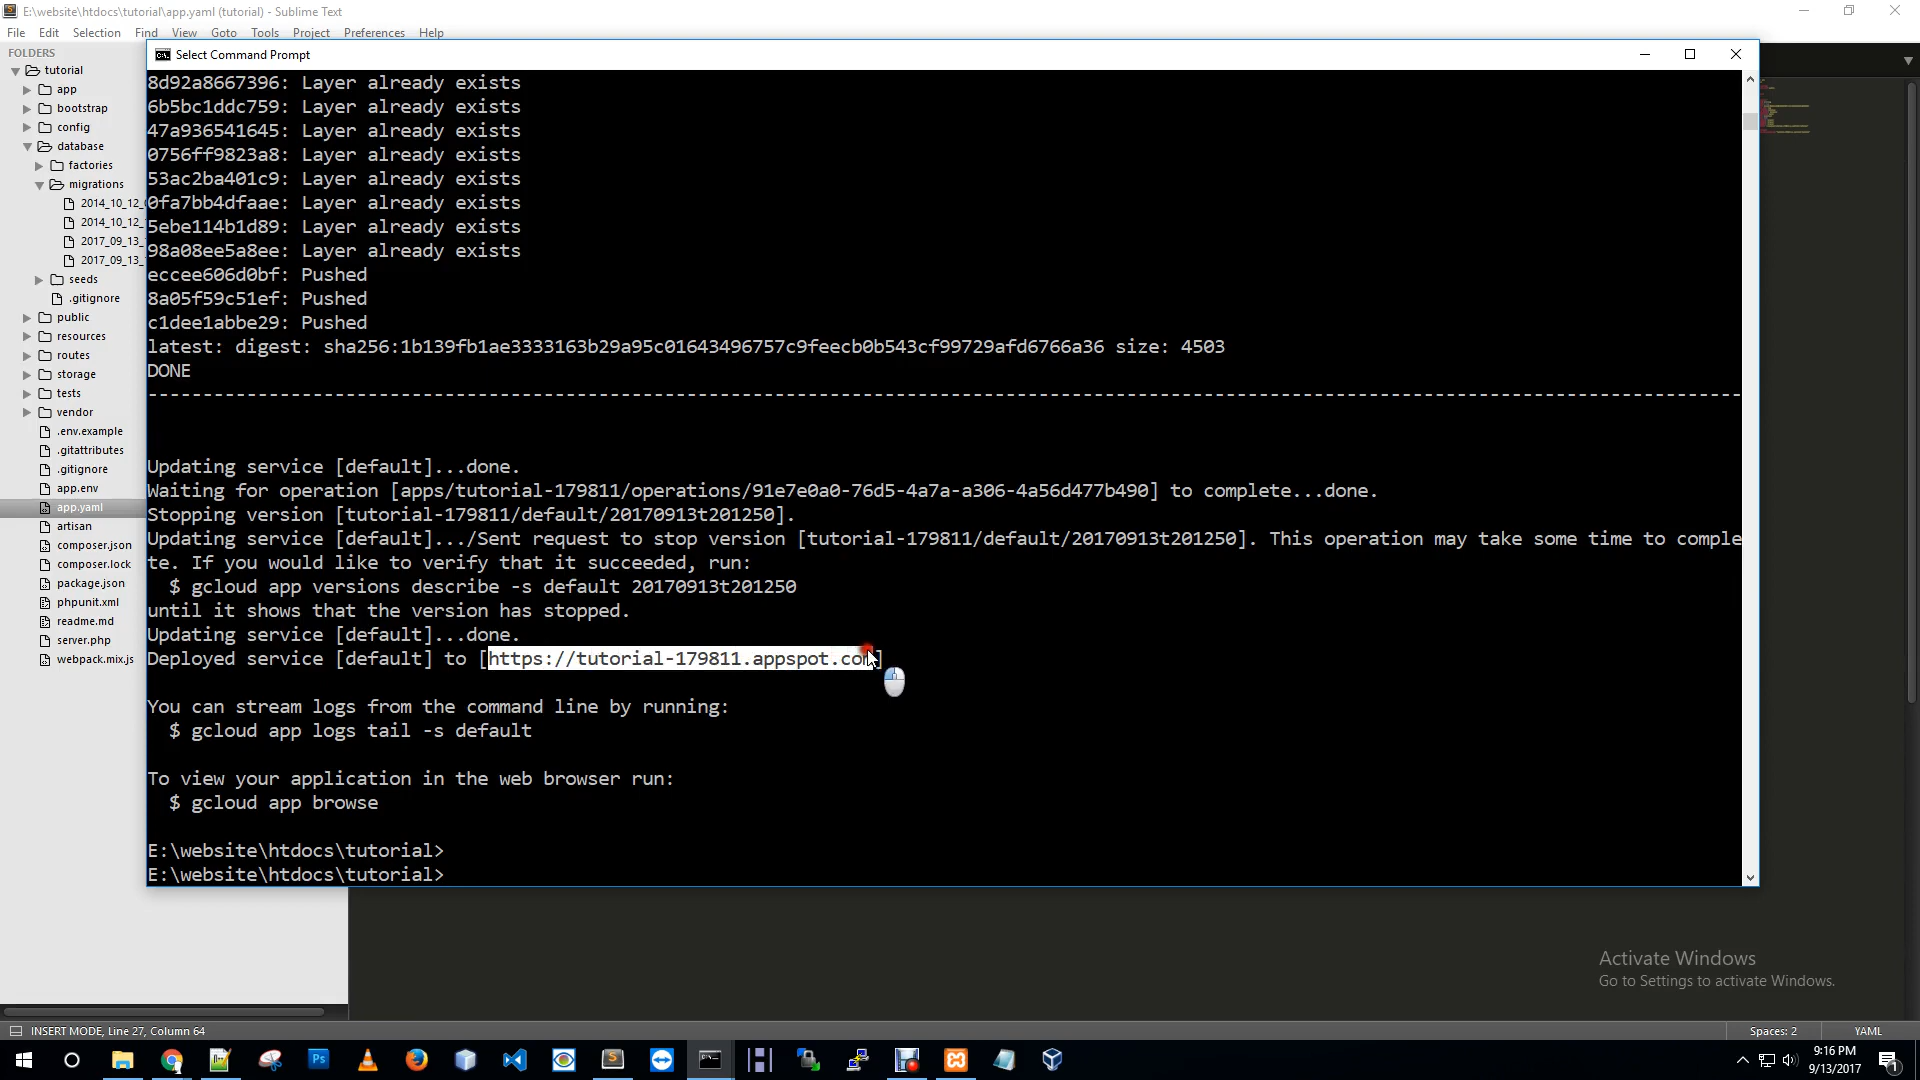 E:\website\htdocs\tutorial\app.yaml (tutorial) - Sublime Text
File Edit Selection Find View Goto Tools Project Preferences Help
FOLDERS
tutorial
app
bootstrap
config
database
factories
migrations
2014_10_12_
2014_10_12_
2017_09_13_
2017_09_13_
seeds
.gitignore
public
resources
routes
storage
tests
vendor
.env.example
.gitattributes
.gitignore
app.env
app.yaml
artisan
composer.json
composer.lock
package.json
phpunit.xml
readme.md
server.php
webpack.mix.js
Select Command Prompt
8d92a8667396: Layer already exists
6b5bc1ddc759: Layer already exists
47a936541645: Layer already exists
0756ff9823a8: Layer already exists
53ac2ba401c9: Layer already exists
0fa7bb4dfaae: Layer already exists
5ebe114b1d89: Layer already exists
98a08ee5a8ee: Layer already exists
eccee606d0bf: Pushed
8a05f59c51ef: Pushed
c1dee1abbe29: Pushed
latest: digest: sha256:1b139fb1ae3333163b29a95c01643496757c9feecb0b543cf99729afd6766a36 size: 4503
DONE
--------------------------------------------------------------------------------------------------------------------------------
Updating service [default]...done.
Waiting for operation [apps/tutorial-179811/operations/91e7e0a0-76d5-4a7a-a306-4a56d477b490] to complete...done.
Stopping version [tutorial-179811/default/20170913t201250].
Updating service [default].../Sent request to stop version [tutorial-179811/default/20170913t201250]. This operation may take some time to comple
te. If you would like to verify that it succeeded, run:
$ gcloud app versions describe -s default 20170913t201250
until it shows that the version has stopped.
Updating service [default]...done.
Deployed service [default] to [https://tutorial-179811.appspot.com]
You can stream logs from the command line by running:
$ gcloud app logs tail -s default
To view your application in the web browser run:
$ gcloud app browse
E:\website\htdocs\tutorial>
E:\website\htdocs\tutorial>
Activate Windows
Go to Settings to activate Windows.
INSERT MODE, Line 27, Column 64
Spaces: 2
YAML
9:16 PM
9/13/2017